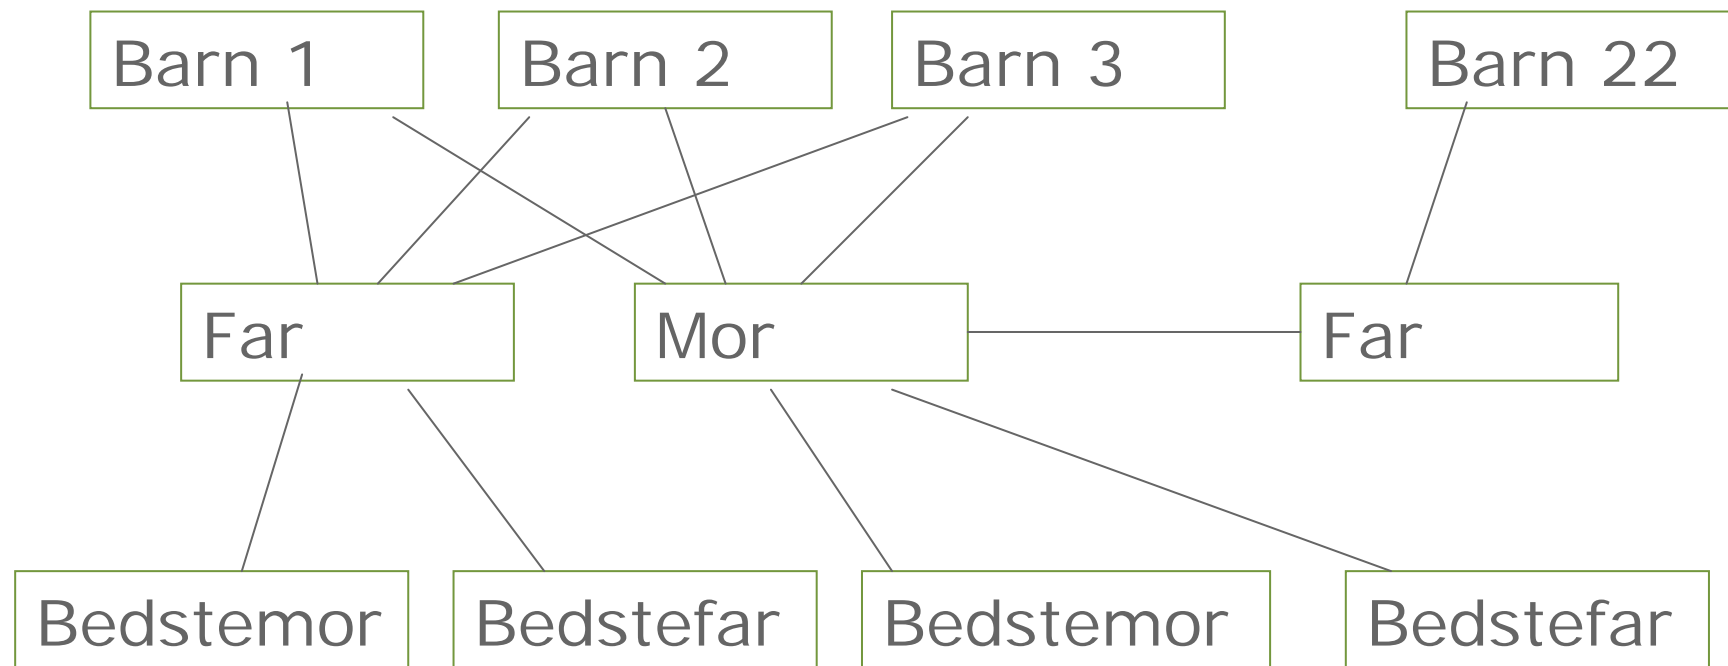 Barn 1
Barn 2
Barn 3
Barn 22
Far
Mor
Far
Bedstemor
Bedstefar
Bedstemor
Bedstefar